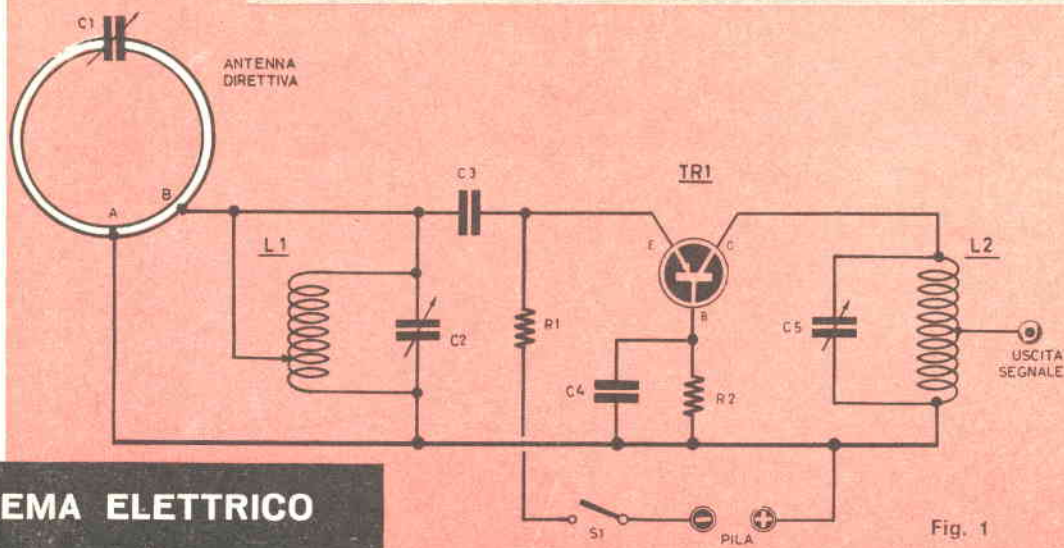 C1
ANTENNA
DIRETTIVA
A
B
L1
C2
C3
R1
TR1
E
C
B
C4
R2
C5
L2
USCITA
SEGNALE
S1
-
PILA
+
EMA ELETTRICO
Fig. 1